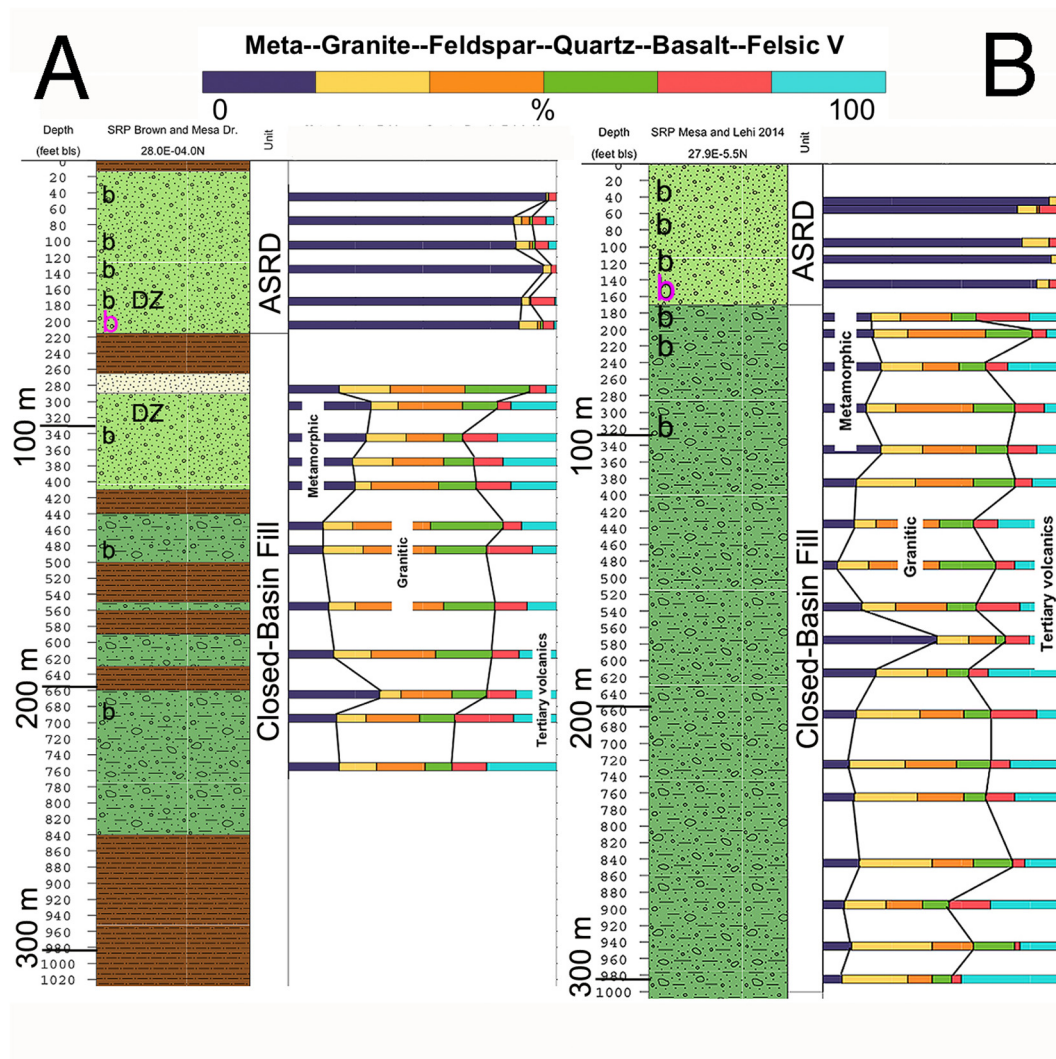 A
B
Meta--Granite--Feldspar--Quartz--Basalt--Felsic V
0
%
100
Depth
(feet bls)
SRP Brown and Mesa Dr.
28.0E-04.0N
Unit
0
20
40
60
80
100
120
140
160
180
200
220
240
260
280
300
320
340
360
380
400
420
440
460
480
500
520
540
560
580
600
620
640
660
680
700
720
740
760
780
800
820
840
860
880
900
920
940
960
980
1000
1020
100 m
200 m
300 m
b
b
b
b
DZ
b
DZ
b
b
b
ASRD
Closed-Basin Fill
Metamorphic
Granitic
Tertiary volcanics
Depth
(feet bls)
SRP Mesa and Lehi 2014
27.9E-5.5N
Unit
0
20
40
60
80
100
120
140
160
180
200
220
240
260
280
300
320
340
360
380
400
420
440
460
480
500
520
540
560
580
600
620
640
660
680
700
720
740
760
780
800
820
840
860
880
900
920
940
960
980
1000
100 m
200 m
300 m
b
b
b
b
b
b
b
ASRD
Closed-Basin Fill
Metamorphic
Granitic
Tertiary volcanics